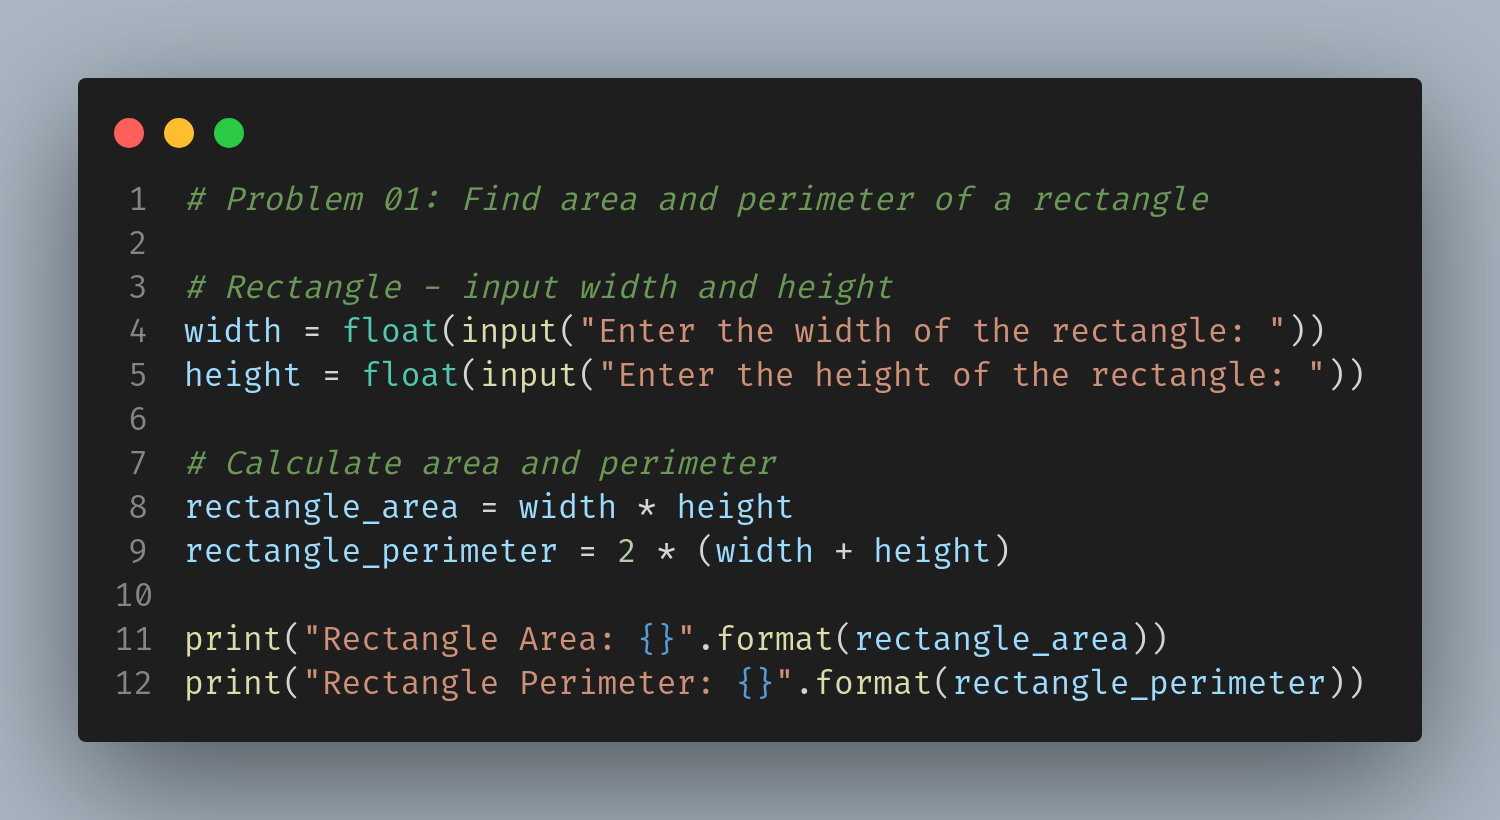 1 # Problem 01: Find area and perimeter of a rectangle
2
3 # Rectangle - input width and height
4 width = float(input("Enter the width of the rectangle: "))
5 height = float(input("Enter the height of the rectangle: "))
6
7 # Calculate area and perimeter
8 rectangle_area = width * height
9 rectangle_perimeter = 2 * (width + height)
10
11 print("Rectangle Area: {}".format(rectangle_area))
12 print("Rectangle Perimeter: {}".format(rectangle_perimeter))